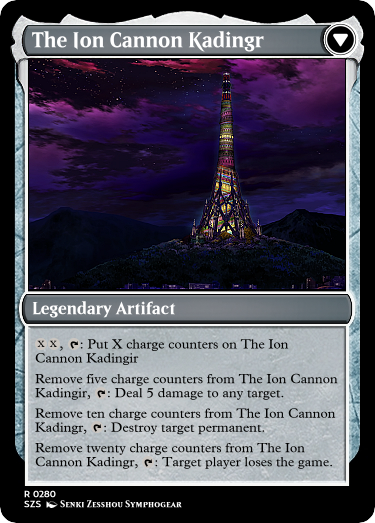 The Ion Cannon Kadingr
Legendary Artifact
X X, : Put X charge counters on The Ion
Cannon Kadingir
Remove five charge counters from The Ion Cannon
Kadingir, : Deal 5 damage to any target.
Remove ten charge counters from The Ion Cannon
Kadingir, : Destroy target permanent.
Remove twenty charge counters from The Ion
Cannon Kadingir, : Target player loses the game.
R 0280
SZS Senki Zesshou Symphogear